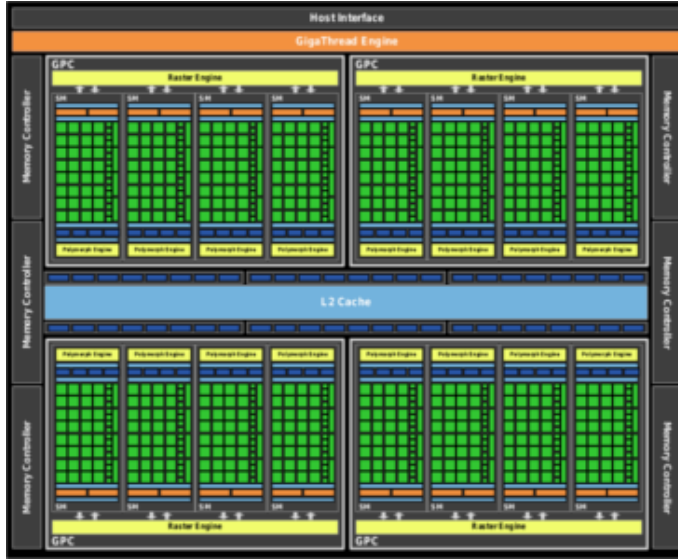 Host Interface
GigaThread Engine
GPC
GPC
Raster Engine
Raster Engine
SM SM SM SM
SM SM SM SM
Memory Controller
Memory Controller
Polymorph Engine Polymorph Engine Polymorph Engine Polymorph Engine
Polymorph Engine Polymorph Engine Polymorph Engine Polymorph Engine
Memory Controller
L2 Cache
Memory Controller
Polymorph Engine Polymorph Engine Polymorph Engine Polymorph Engine
Polymorph Engine Polymorph Engine Polymorph Engine Polymorph Engine
Memory Controller
Memory Controller
SM SM SM SM
SM SM SM SM
Raster Engine
Raster Engine
GPC
GPC